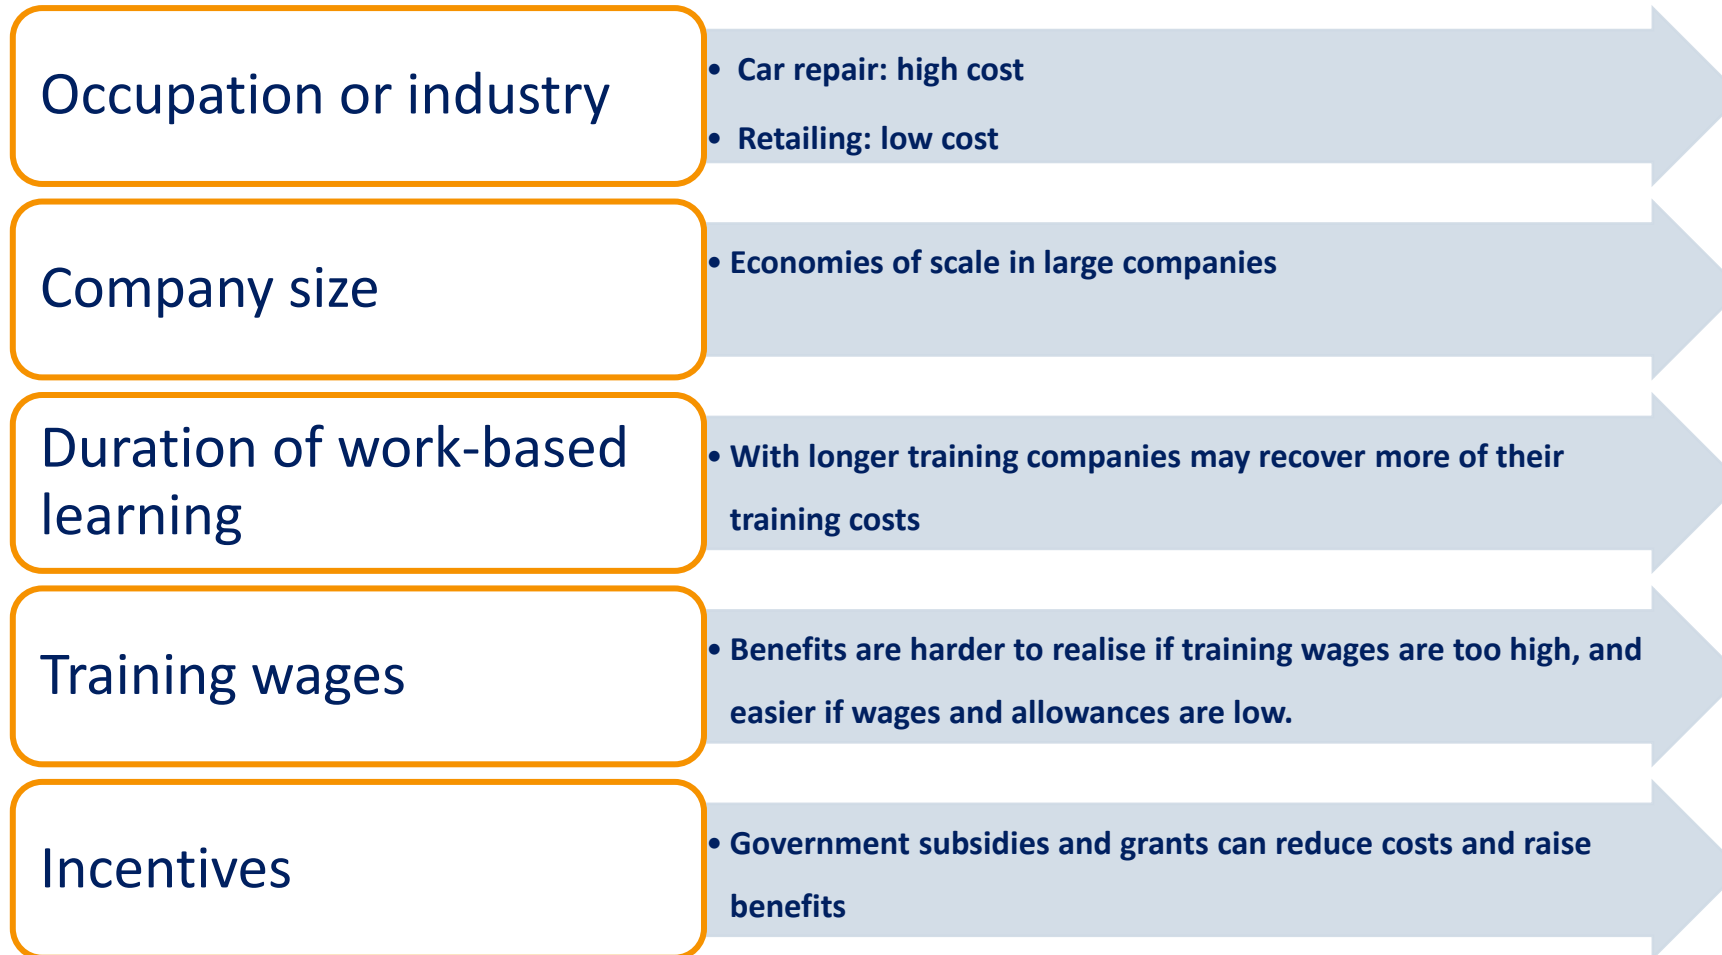 Occupation or industry
• Car repair: high cost
• Retailing: low cost
Company size
• Economies of scale in large companies
Duration of work-based
learning
• With longer training companies may recover more of their
training costs
Training wages
• Benefits are harder to realise if training wages are too high, and
easier if wages and allowances are low.
Incentives
• Government subsidies and grants can reduce costs and raise
benefits